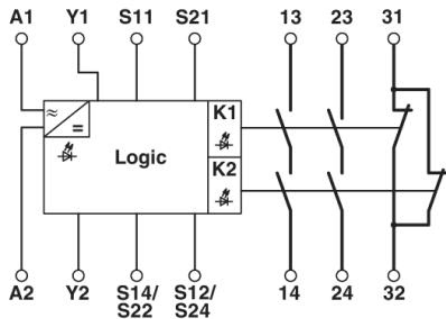 A1 Y1 S11 S21 13 23 31
K1
Logic
K2
A2 Y2 S14/ S12/ 14 24 32
S22 S24